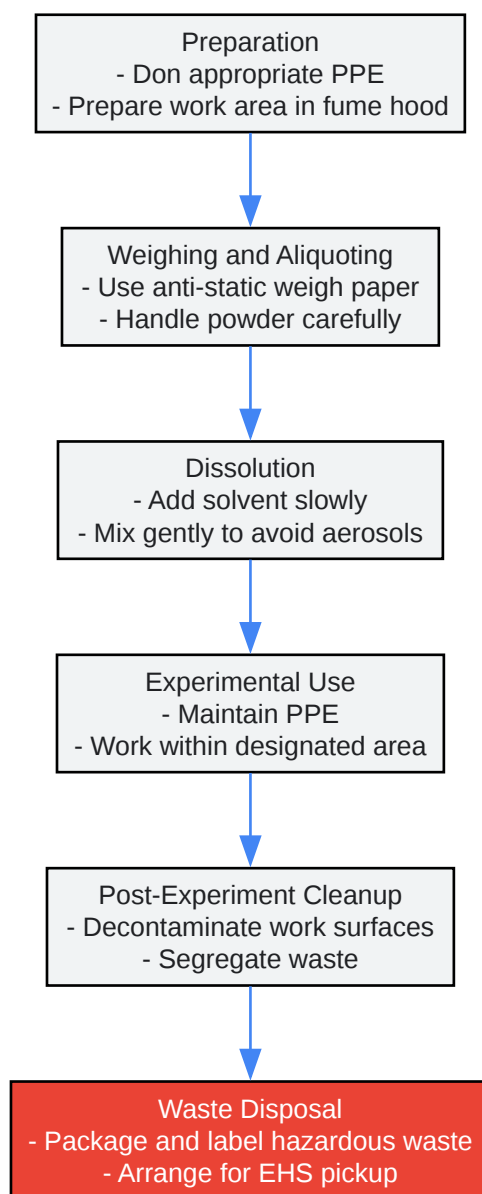 Preparation
- Don appropriate PPE
- Prepare work area in fume hood
Weighing and Aliquoting
- Use anti-static weigh paper
- Handle powder carefully
Dissolution
- Add solvent slowly
- Mix gently to avoid aerosols
Experimental Use
- Maintain PPE
- Work within designated area
Post-Experiment Cleanup
- Decontaminate work surfaces
- Segregate waste
Waste Disposal
- Package and label hazardous waste
- Arrange for EHS pickup